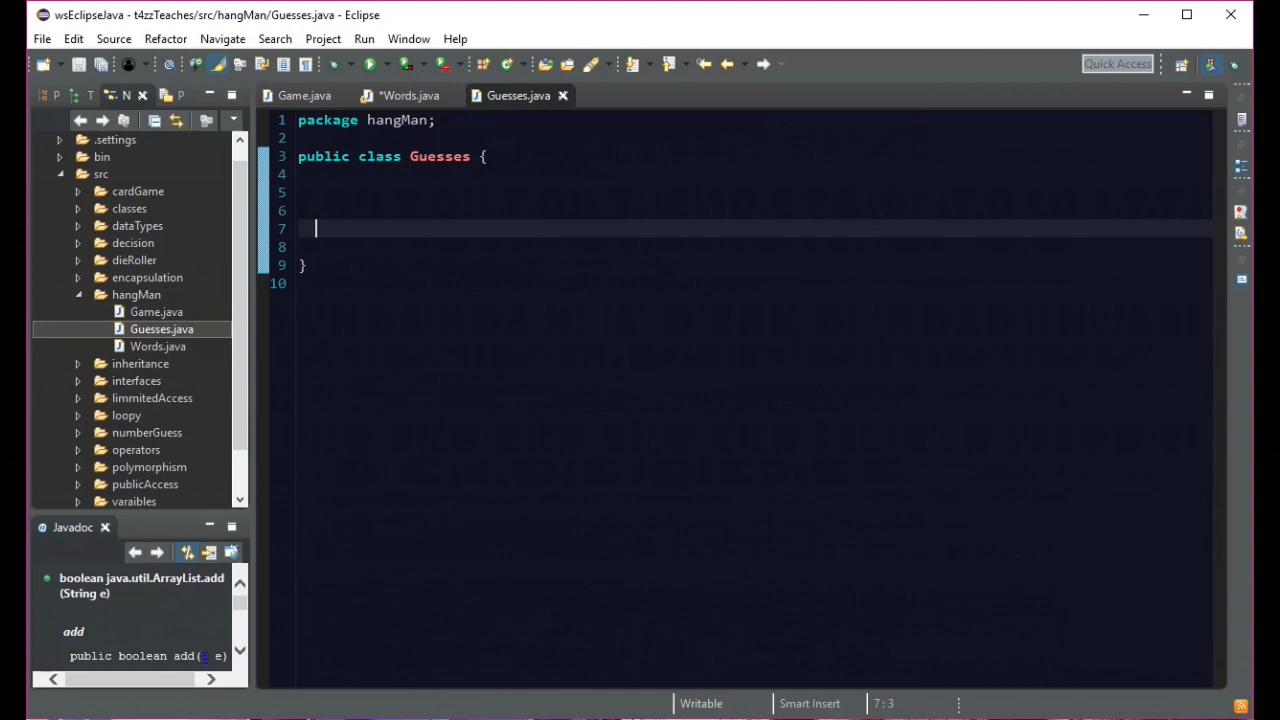 wsEclipseJava - t4zzTeaches/src/hangMan/Guesses.java - Eclipse
File Edit Source Refactor Navigate Search Project Run Window Help
Quick Access
P T N P
Game.java *Words.java Guesses.java
.settings
bin
src
cardGame
classes
dataTypes
decision
dieRoller
encapsulation
hangMan
Game.java
Guesses.java
Words.java
inheritance
interfaces
limmitedAccess
loopy
numberGuess
operators
polymorphism
publicAccess
varaibles
1 package hangMan;
2
3 public class Guesses {
4
5
6
7
8
9 }
10
Javadoc
boolean java.util.ArrayList.add
(String e)
add
public boolean add( e)
Writable Smart Insert 7 : 3